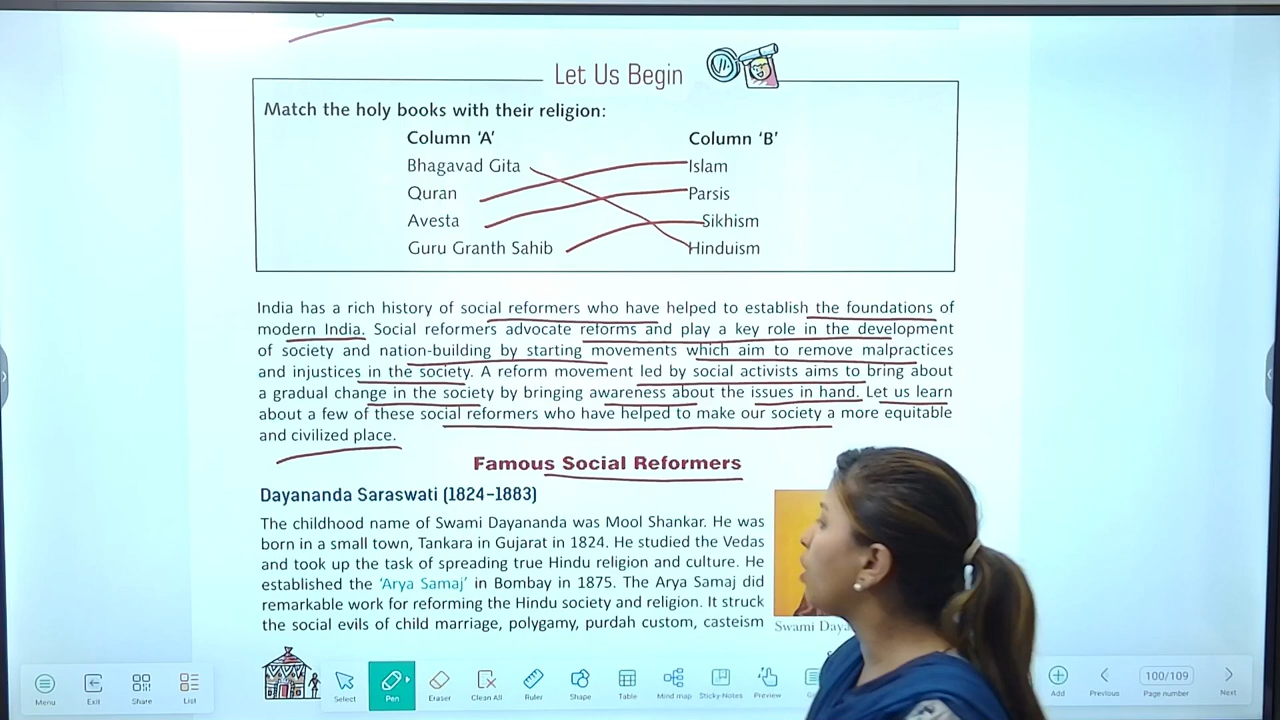 Let Us Begin
Match the holy books with their religion:
Column 'A' Column 'B'
Bhagavad Gita Islam
Quran Parsis
Avesta Sikhism
Guru Granth Sahib Hinduism
India has a rich history of social reformers who have helped to establish the foundations of
modern India. Social reformers advocate reforms and play a key role in the development
of society and nation-building by starting movements which aim to remove malpractices
and injustices in the society. A reform movement led by social activists aims to bring about
a gradual change in the society by bringing awareness about the issues in hand. Let us learn
about a few of these social reformers who have helped to make our society a more equitable
and civilized place.
Famous Social Reformers
Dayananda Saraswati (1824–1883)
The childhood name of Swami Dayananda was Mool Shankar. He was
born in a small town, Tankara in Gujarat in 1824. He studied the Vedas
and took up the task of spreading true Hindu religion and culture. He
established the 'Arya Samaj' in Bombay in 1875. The Arya Samaj did
remarkable work for reforming the Hindu society and religion. It struck
the social evils of child marriage, polygamy, purdah custom, casteism
Swami
Menu Exit Share List Select Pen Eraser Clean All Ruler Shape Table Mind map Sticky-Notes Preview Add Previous 100/109 Next
Page number